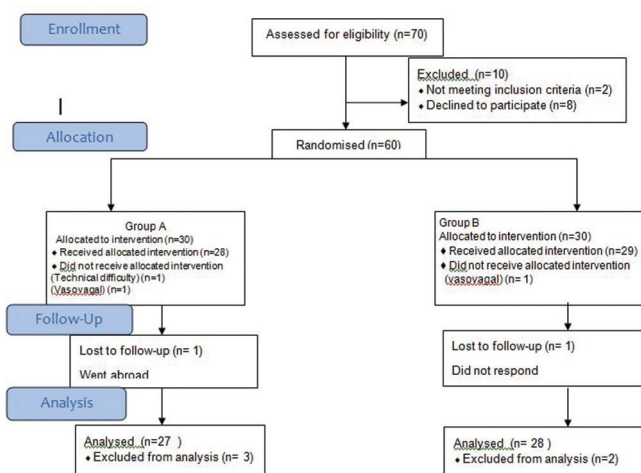 Enrollment
Assessed for eligibility (n=70)
Excluded (n=10)
♦ Not meeting inclusion criteria (n=2)
♦ Declined to participate (n=8)
Allocation
Randomised (n=60)
Group A
Allocated to intervention (n=30)
♦ Received allocated intervention (n=28)
♦ Did not receive allocated intervention
(Technical difficulty) (n=1)
(Vasovagal) (n=1)
Group B
Allocated to intervention (n=30)
♦ Received allocated intervention (n=29)
♦ Did not receive allocated intervention
(vasovagal) (n= 1)
Follow-Up
Lost to follow-up (n= 1)
Went abroad
Lost to follow-up (n= 1)
Did not respond
Analysis
Analysed (n=27 )
♦ Excluded from analysis (n= 3)
Analysed (n= 28 )
♦ Excluded from analysis (n=2)